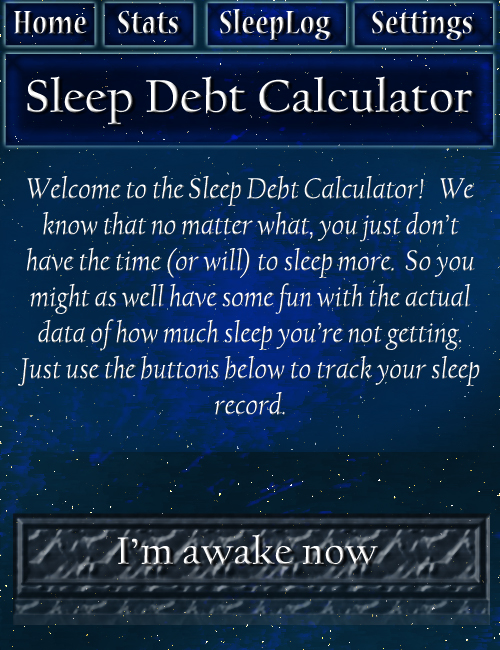 Home Stats SleepLog Settings
Sleep Debt Calculator
Welcome to the Sleep Debt Calculator!  We
know that no matter what, you just don't
have the time (or will) to sleep more.  So you
might as well have some fun with the actual
data of how much sleep you're not getting.
Just use the buttons below to track your sleep
record.
I'm awake now